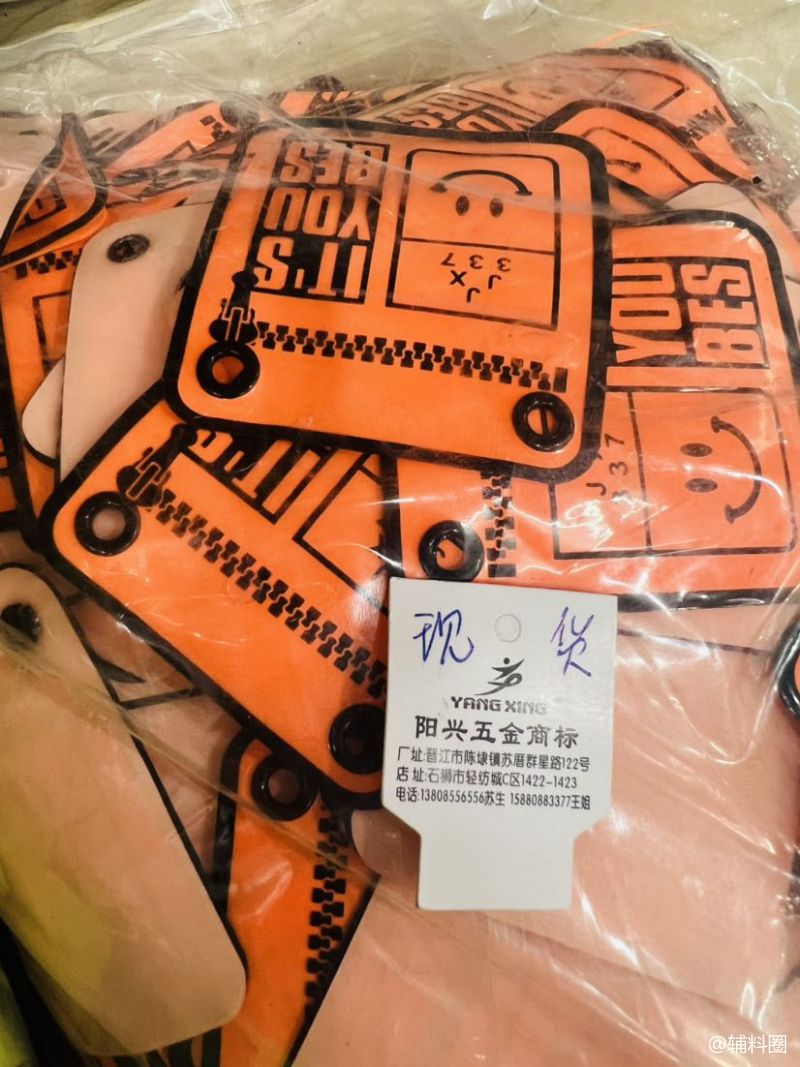 IT'S
YOU
BES
JX
337
YOU
BES
J
337
现 货
YANG XING
阳兴五金商标
厂址:晋江市陈埭镇苏厝群星路122号
店 址:石狮市轻纺城C区1422-1423
电话:13808556556苏生 15880883377王姐
@辅料圈